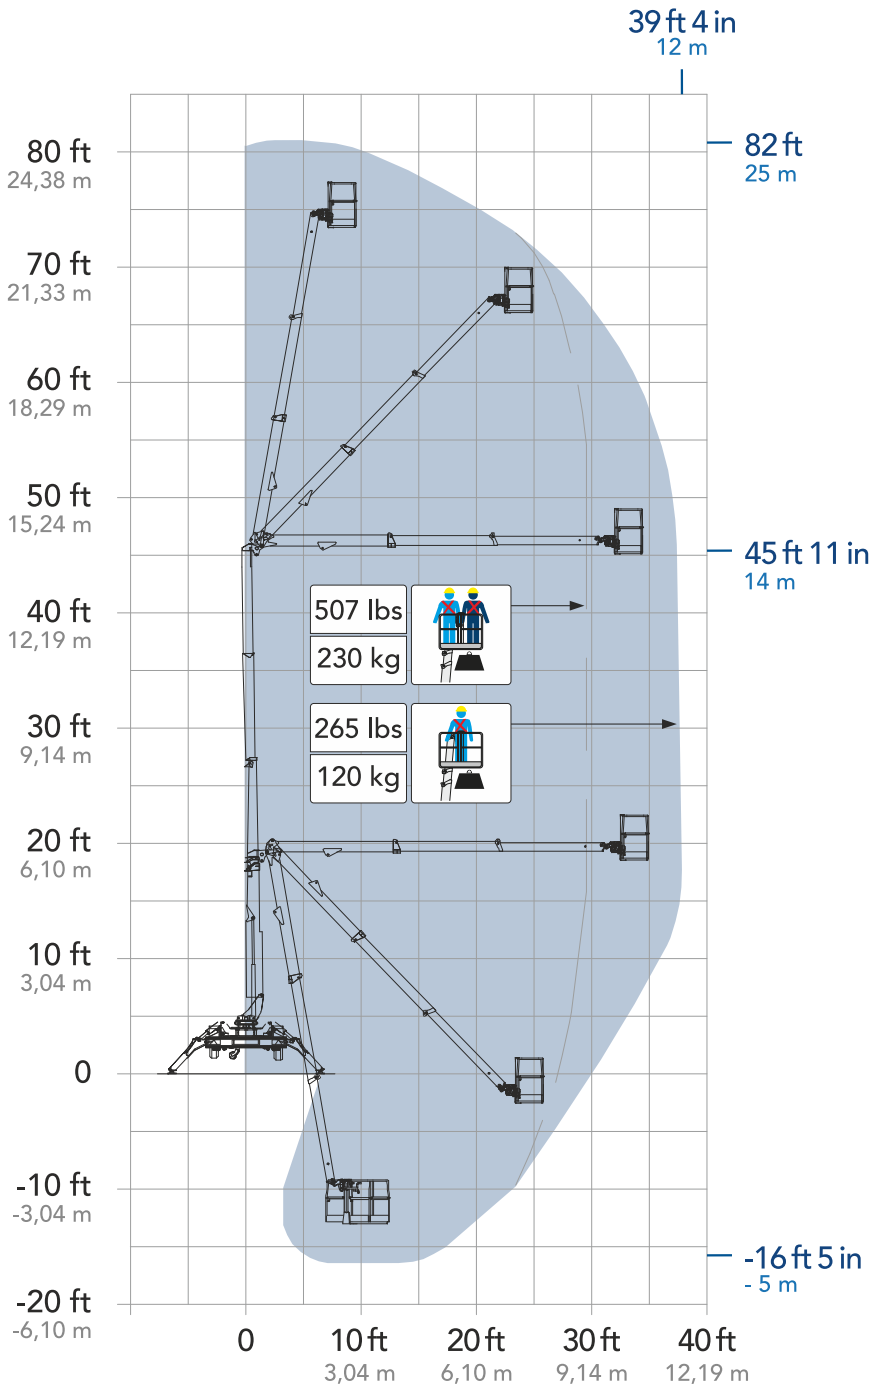 39 ft 4 in
12 m
80 ft
24,38 m
82 ft
25 m
70 ft
21,33 m
60 ft
18,29 m
50 ft
15,24 m
45 ft 11 in
14 m
507 lbs
230 kg
40 ft
12,19 m
265 lbs
120 kg
30 ft
9,14 m
20 ft
6,10 m
10 ft
3,04 m
0
-10 ft
-3,04 m
-16 ft 5 in
- 5 m
-20 ft
-6,10 m
0 10 ft 20 ft 30 ft 40 ft
3,04 m 6,10 m 9,14 m 12,19 m